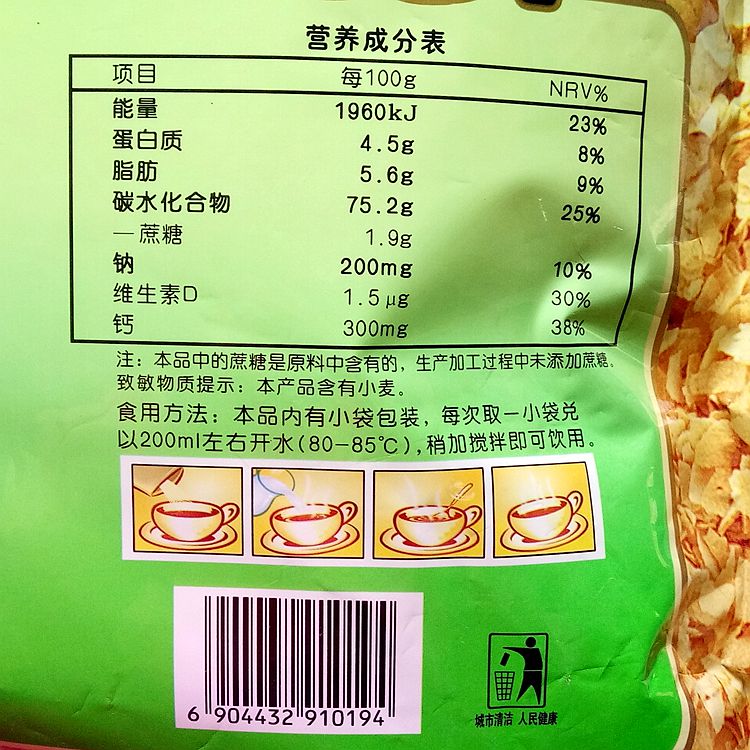 营养成分表
项目 每100g NRV%
能量 1960kJ 23%
蛋白质 4.5g 8%
脂肪 5.6g 9%
碳水化合物 75.2g 25%
—蔗糖 1.9g
钠 200mg 10%
维生素D 1.5μg 30%
钙 300mg 38%
注：本品中的蔗糖是原料中含有的，生产加工过程中未添加蔗糖。
致敏物质提示：本产品含有小麦。
食用方法：本品内有小袋包装，每次取一小袋兑
以200ml左右开水(80—85℃),稍加搅拌即可饮用。
6 904432 910194
城市清洁 人民健康